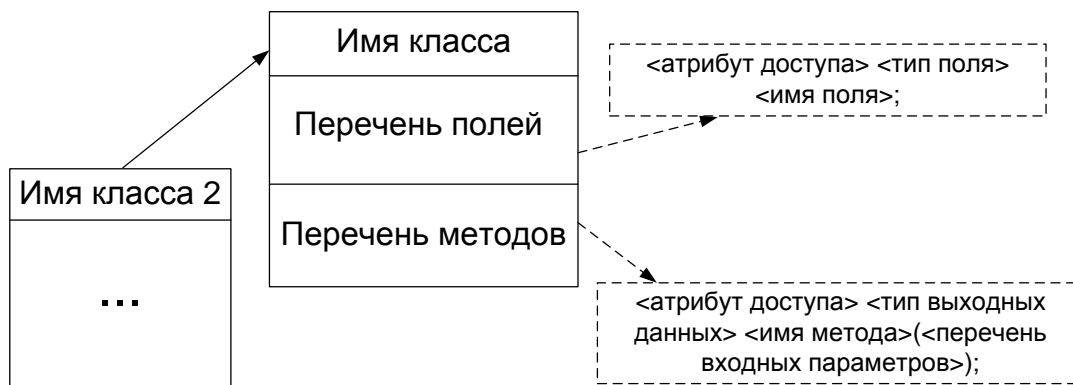 Имя класса
<атрибут доступа> <тип поля>
<имя поля>;
Перечень полей
Имя класса 2
Перечень методов
...
<атрибут доступа> <тип выходных
данных> <имя метода>(<перечень
входных параметров>);